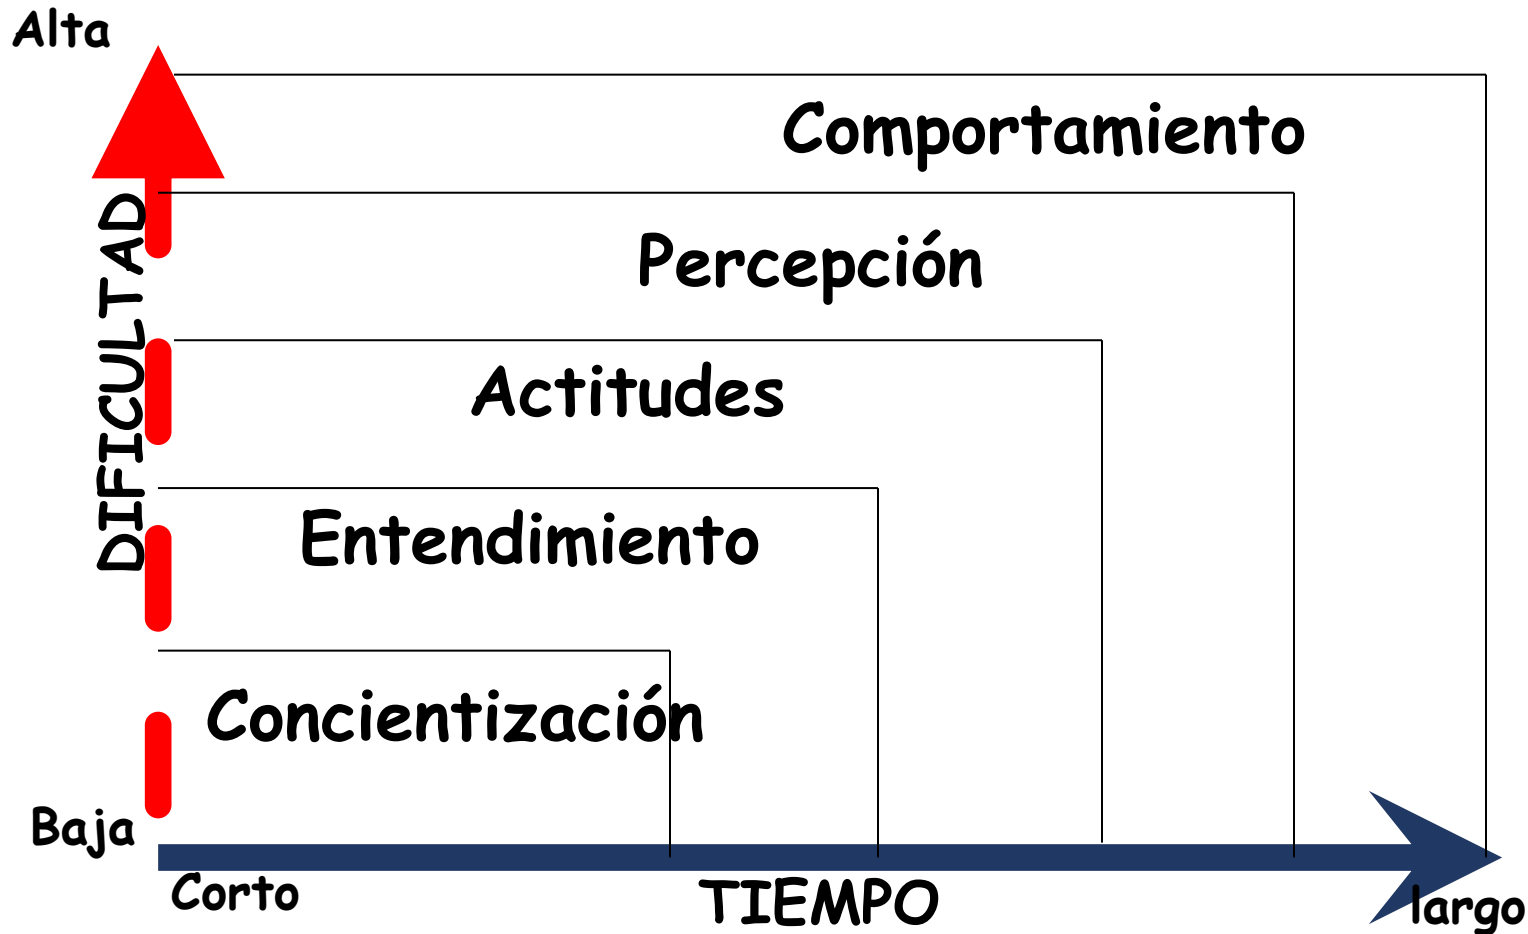 Alta
Comportamiento
Percepción
Actitudes
Entendimiento
Concientización
DIFICULTAD
Baja
Corto
TIEMPO
largo